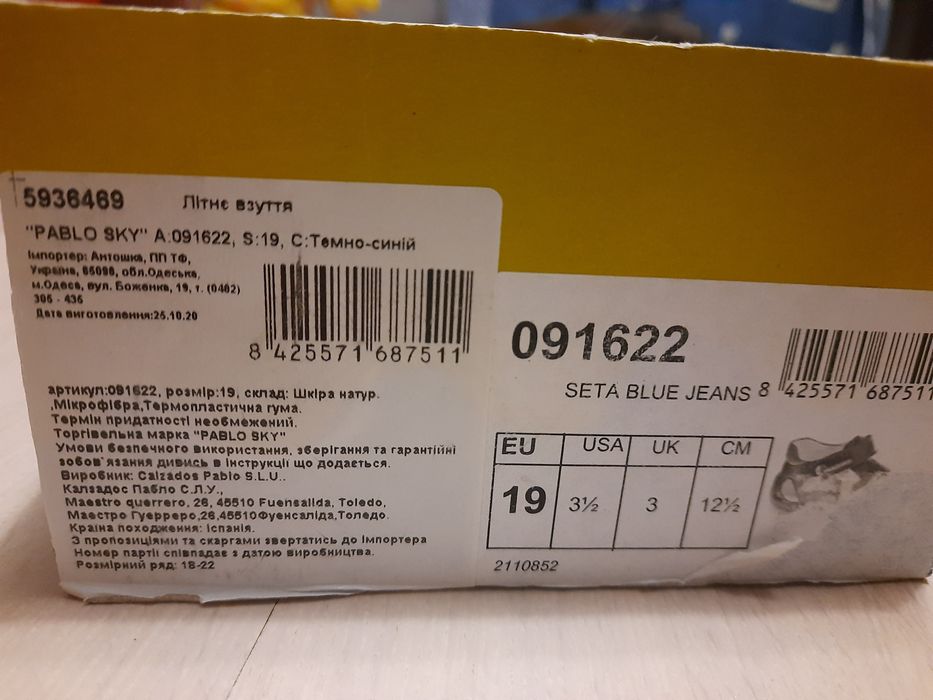 5936469 Літнє взуття
"PABLO SKY" А:091622, S:19, С:Темно-синій
Імпортер: Антошка, ПП ТФ,
Україна, 65098, обл.Одеська,
м.Одеса, вул. Боженка, 19, т. (0482)
305 - 435
Дата виготовлення:25.10.20
8 425571 687511
артикул:091622, розмір:19, склад: Шкіра натур.
,Мікрофібра,Термопластична гума.
Термін придатності необмежений.
Торгівельна марка "PABLO SKY"
Умови безпечного використання, зберігання та гарантійні
зобов'язання дивись в інструкції що додається.
Виробник: Calzados Pablo S.L.U..
Калзадос Пабло С.Л.У.,
Maestro querrero, 26, 45510 Fuensalida, Toledo,
Маестро Гуерреро,26,45510Фуенсаліда,Толедо.
Країна походження: Іспанія.
З пропозиціями та скаргами звертатись до імпортера
Номер партії співпадає з датою виробництва.
Розмірний ряд: 18-22
091622
SETA BLUE JEANS
8 425571 687511
EU USA UK CM
19 3½ 3 12½
2110852